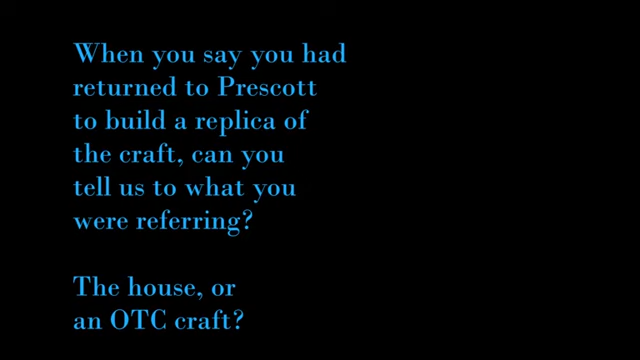 When you say you had
returned to Prescott
to build a replica of
the craft, can you
tell us to what you
were referring?
The house, or
an OTC craft?